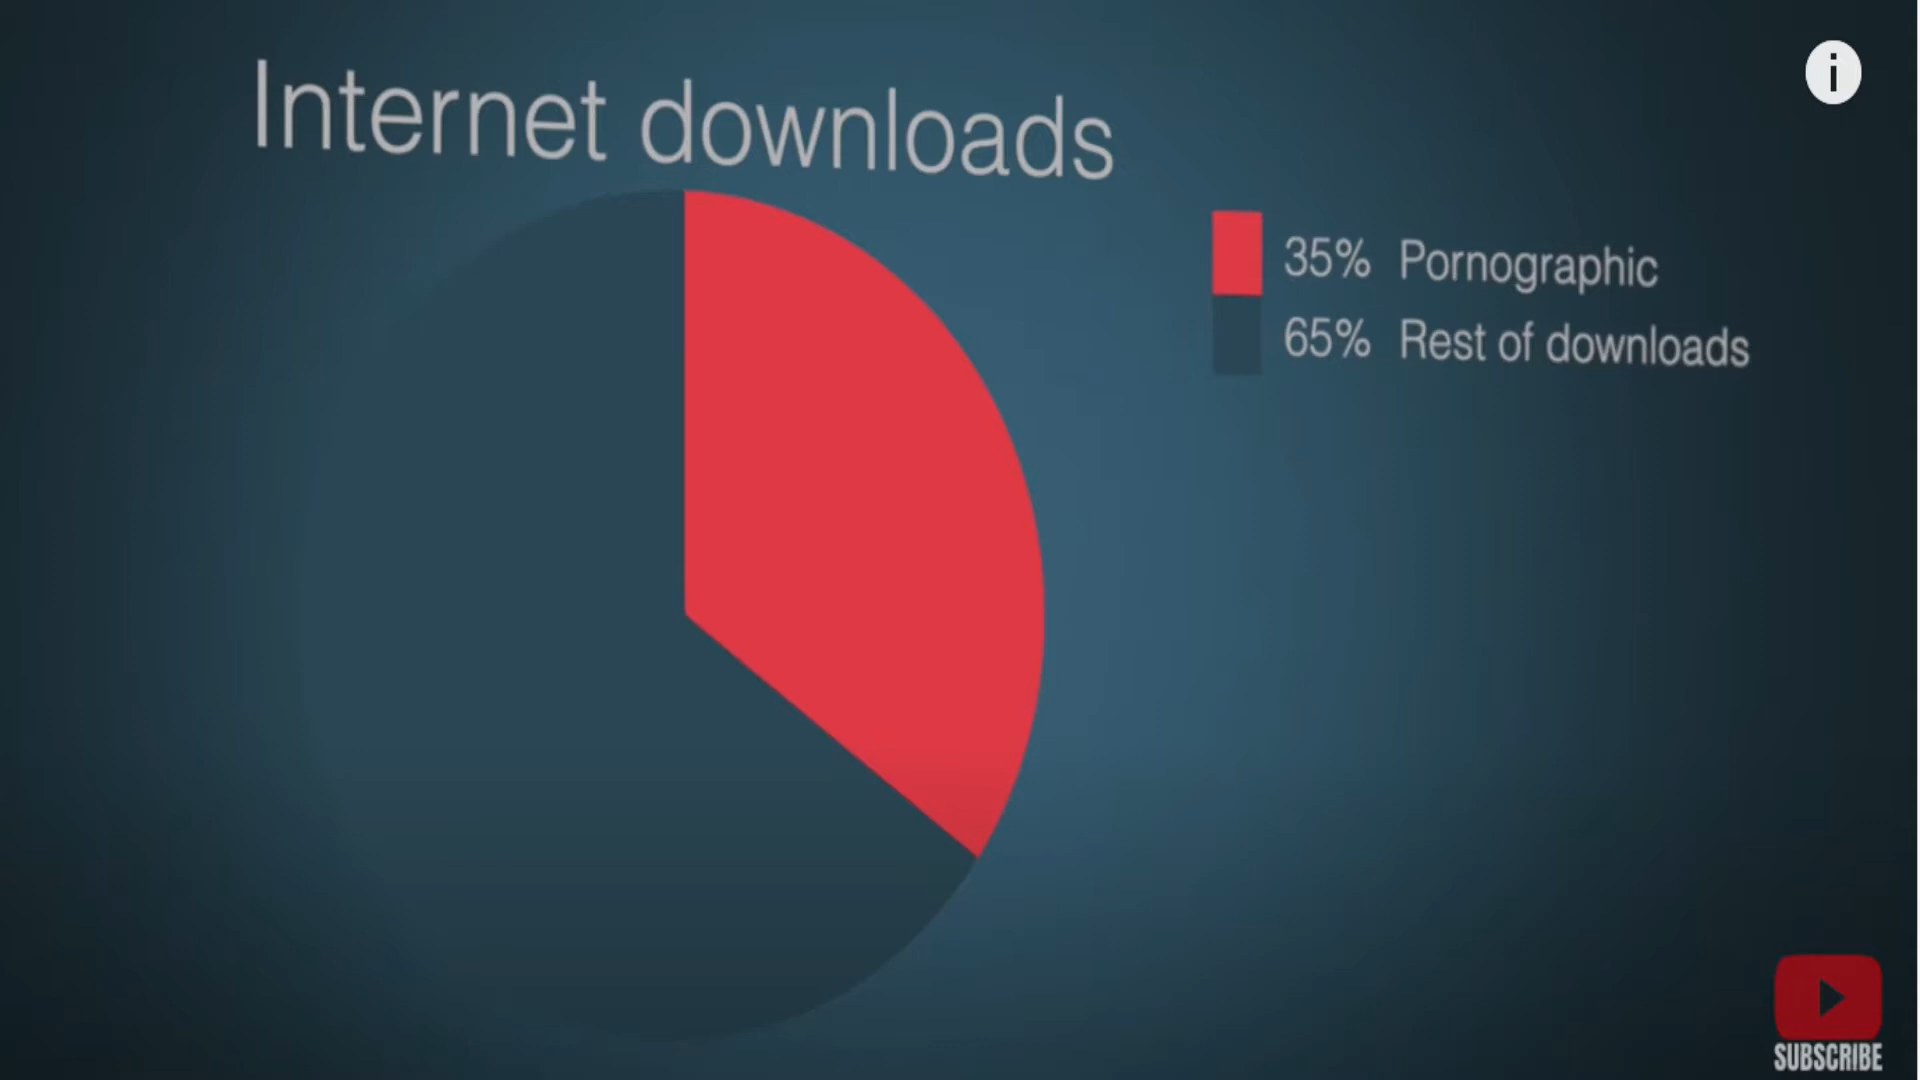 Internet downloads
i
35% Pornographic
65% Rest of downloads
SUBSCRIBE